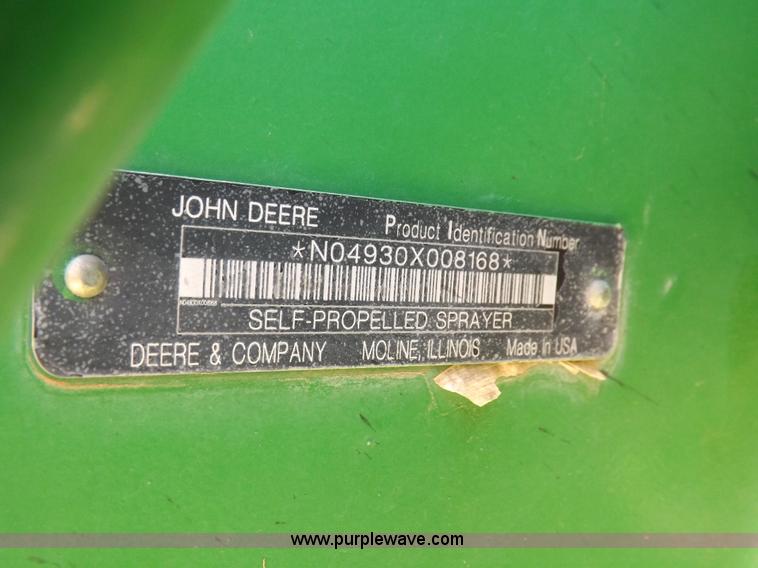 JOHN DEERE
Product Identification Number
*N04930X008168*
N04930X008168
SELF-PROPELLED SPRAYER
DEERE & COMPANY MOLINE, ILLINOIS Made in USA
www.purplewave.com